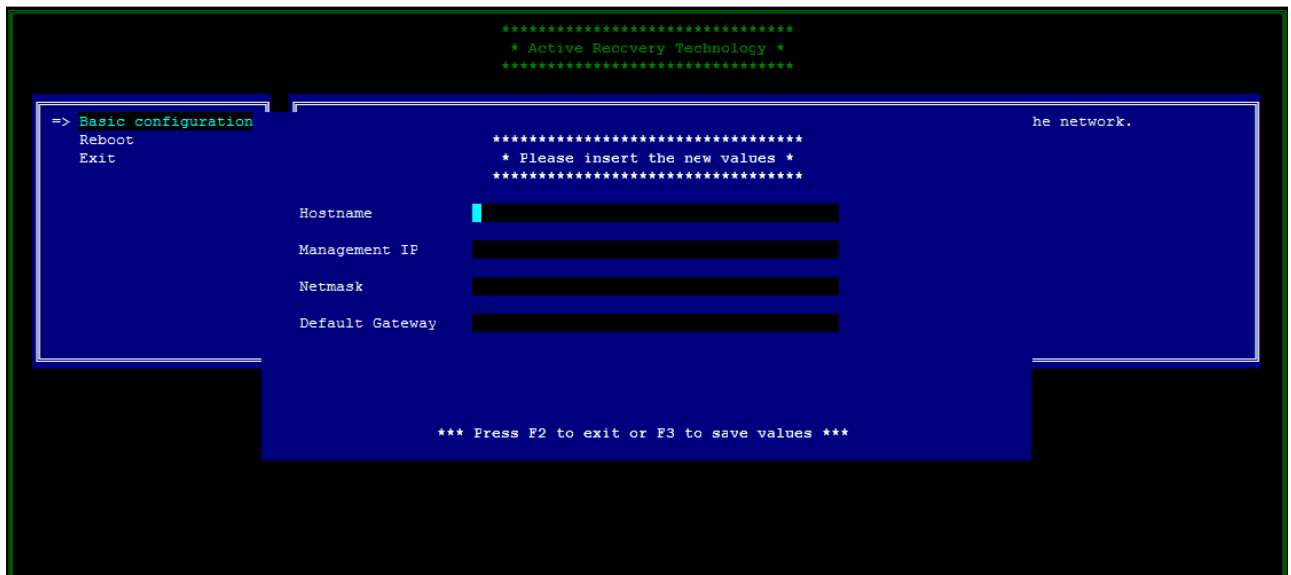 ********************************
* Active Recovery Technology *
********************************
=> Basic configuration
he network.
Reboot
Exit
**********************************
* Please insert the new values *
**********************************
Hostname
Management IP
Netmask
Default Gateway
*** Press F2 to exit or F3 to save values ***